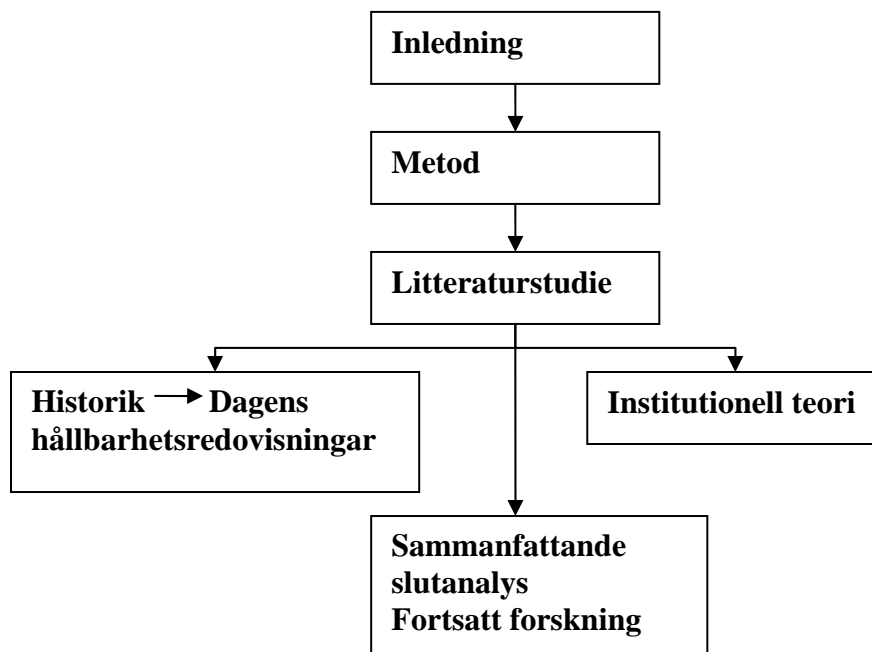 Inledning
Metod
Litteraturstudie
Historik → Dagens
hållbarhetsredovisningar
Institutionell teori
Sammanfattande
slutanalys
Fortsatt forskning